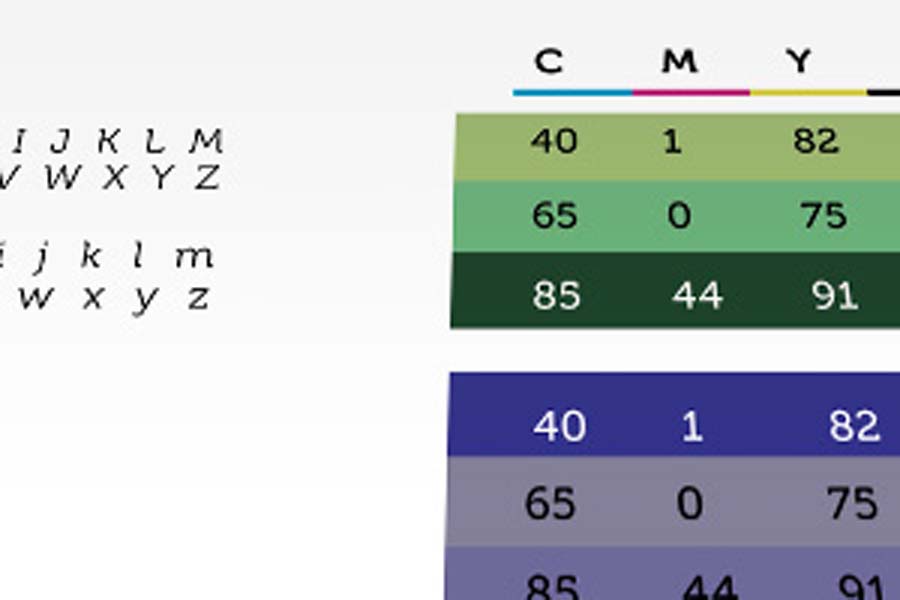 I J K L M
V W X Y Z
i j k l m
w x y z
C M Y
40 1 82
65 0 75
85 44 91
40 1 82
65 0 75
85 44 91